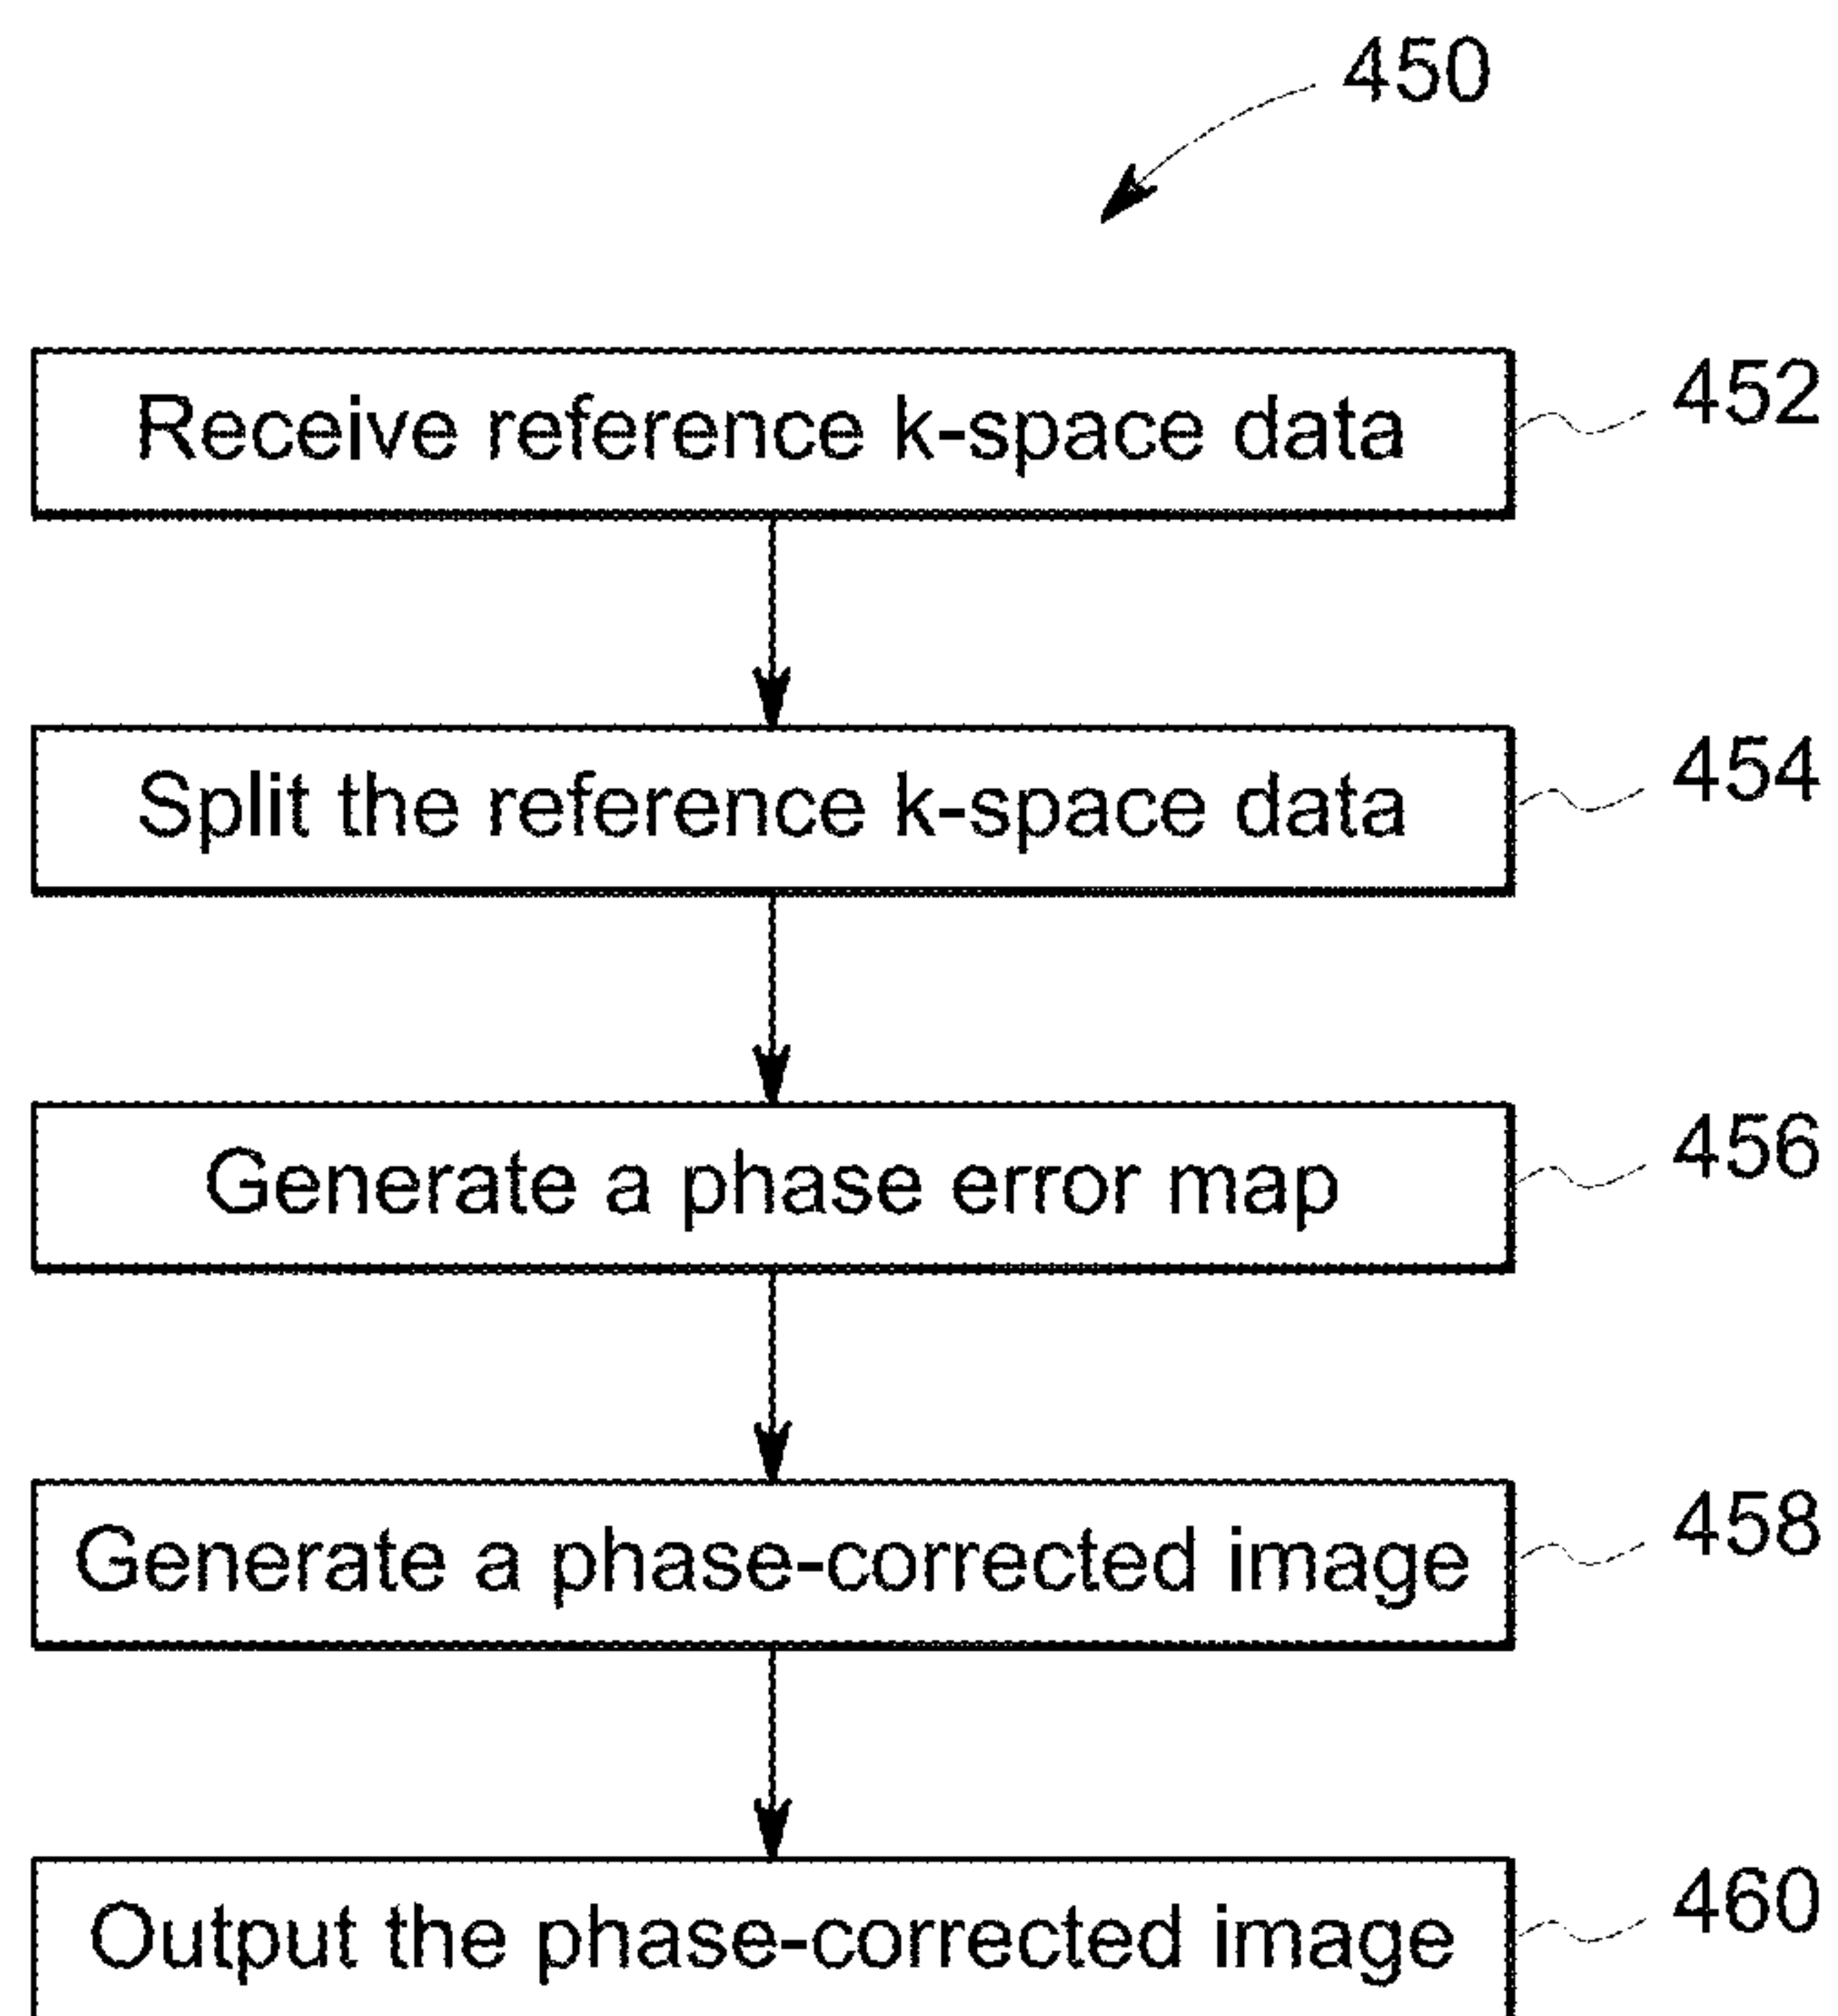 450
Receive reference k-space data
452
Split the reference k-space data
454
Generate a phase error map
456
Generate a phase-corrected image
458
Output the phase-corrected image
460